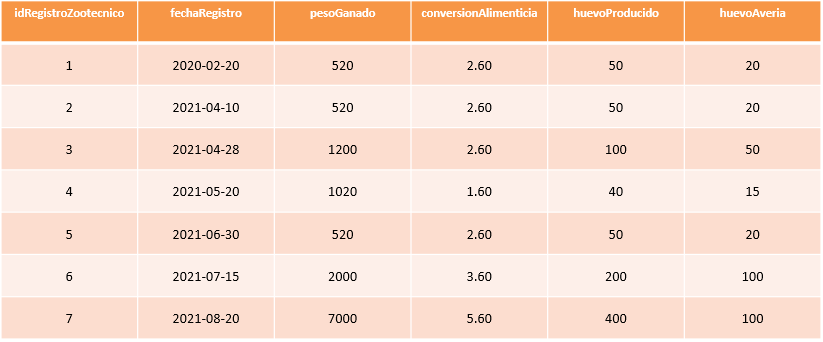 idRegistroZootecnico fechaRegistro pesoGanado conversionAlimenticia huevoProducido huevoAveria
1 2020-02-20 520 2.60 50 20
2 2021-04-10 520 2.60 50 20
3 2021-04-28 1200 2.60 100 50
4 2021-05-20 1020 1.60 40 15
5 2021-06-30 520 2.60 50 20
6 2021-07-15 2000 3.60 200 100
7 2021-08-20 7000 5.60 400 100